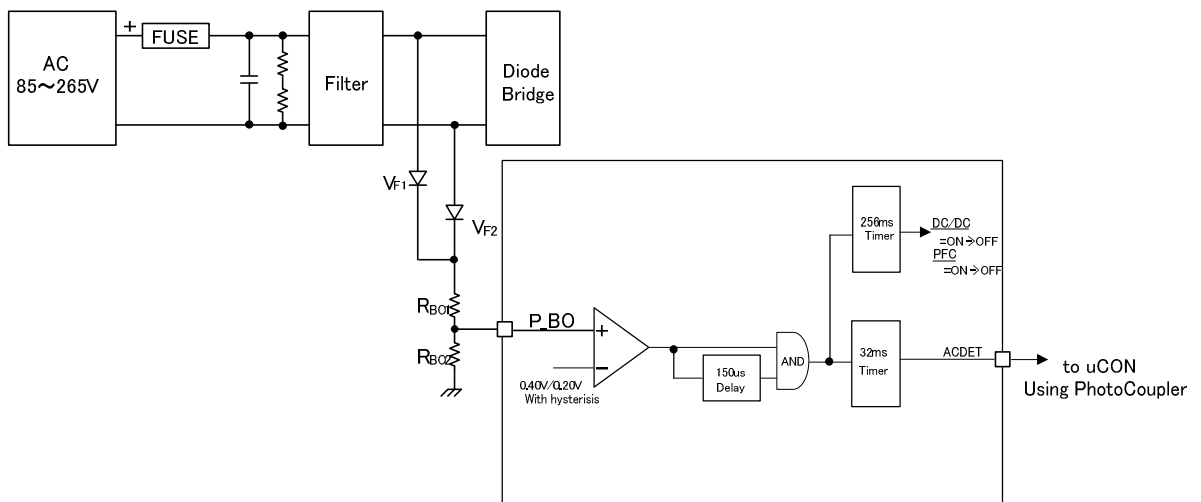 AC
85～265V
+
FUSE
Filter
Diode
Bridge
VF1
VF2
RBO1
RBO2
P_BO
+
−
0.40V/0.20V
With hysterisis
150us
Delay
AND
256ms
Timer
DC/DC
=ON→OFF
PFC
=ON→OFF
32ms
Timer
ACDET
to uCON
Using PhotoCoupler